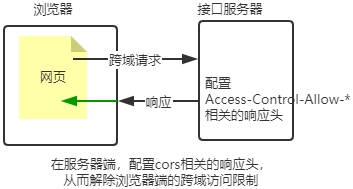 浏览器
接口服务器
网页
跨域请求
响应
配置
Access-Control-Allow-*
相关的响应头
在服务器端，配置cors相关的响应头，
从而解除浏览器端的跨域访问限制